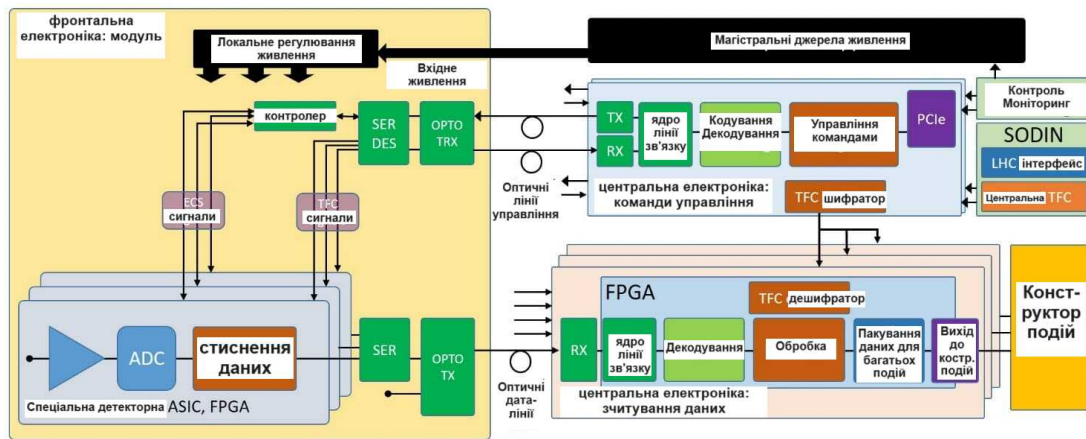 фронтальна
електроніка: модуль
Локальне регулювання
живлення
Магістральні джерела живлення
Вхідне
живлення
контролер
SER
DES
OPTO
TRX
TX
RX
ядро
лінії
зв'язку
Кодування
Декодування
Управління
командами
PCIe
Контроль
Моніторинг
SODIN
LHC інтерфейс
Центральна TFC
Оптичні
лінії
управління
центральна електроніка:
команди управління
TFC шифратор
ECS
сигнали
TFC
сигнали
ADC
стиснення
даних
Спеціальна детекторна ASIC, FPGA
SER
OPTO
TX
Оптичні
дата-
лінії
FPGA
TFC дешифратор
RX
ядро
лінії
зв'язку
Декодування
Обробка
Пакування
даних для
багатьох
подій
Вихід
до
костр.
подій
центральна електроніка:
зчитування даних
Конст-
руктор
подій